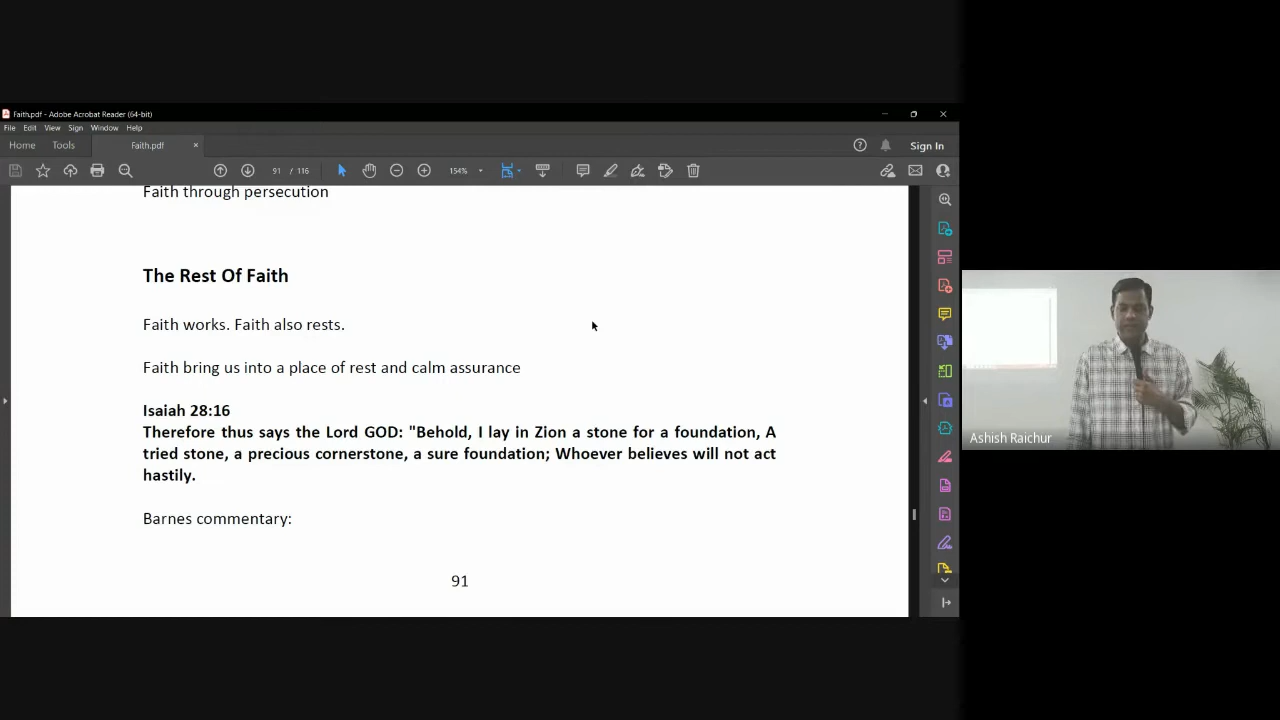 Faith.pdf - Adobe Acrobat Reader (64-bit)
File Edit View Sign Window Help
Home Tools Faith.pdf × Sign In
91 / 116 154%
Faith through persecution
The Rest Of Faith
Faith works. Faith also rests.
Faith bring us into a place of rest and calm assurance
Isaiah 28:16
Therefore thus says the Lord GOD: "Behold, I lay in Zion a stone for a foundation, A
tried stone, a precious cornerstone, a sure foundation; Whoever believes will not act
hastily.
Barnes commentary:
91
Ashish Raichur